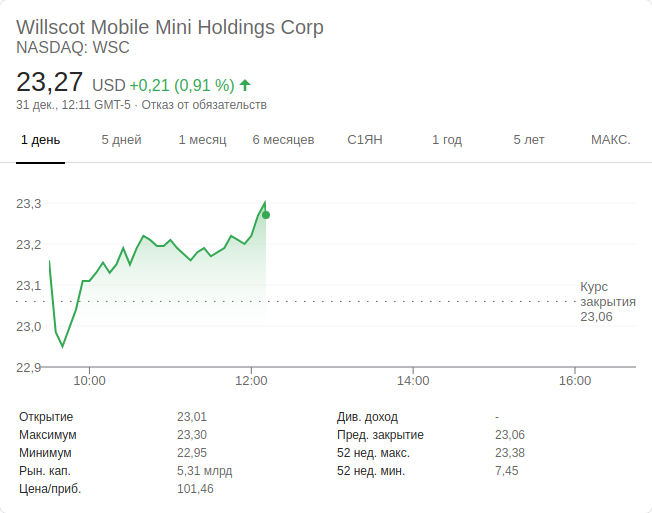 Willscot Mobile Mini Holdings Corp
NASDAQ: WSC
23,27 USD +0,21 (0,91 %)
31 дек., 12:11 GMT-5 · Отказ от обязательств
1 день 5 дней 1 месяц 6 месяцев С1ЯН 1 год 5 лет МАКС.
23,3
23,2
23,1
23,0
22,9
Курс
закрытия
23,06
10:00 12:00 14:00 16:00
Открытие 23,01 Див. доход -
Максимум 23,30 Пред. закрытие 23,06
Минимум 22,95 52 нед. макс. 23,38
Рын. кап. 5,31 млрд 52 нед. мин. 7,45
Цена/приб. 101,46